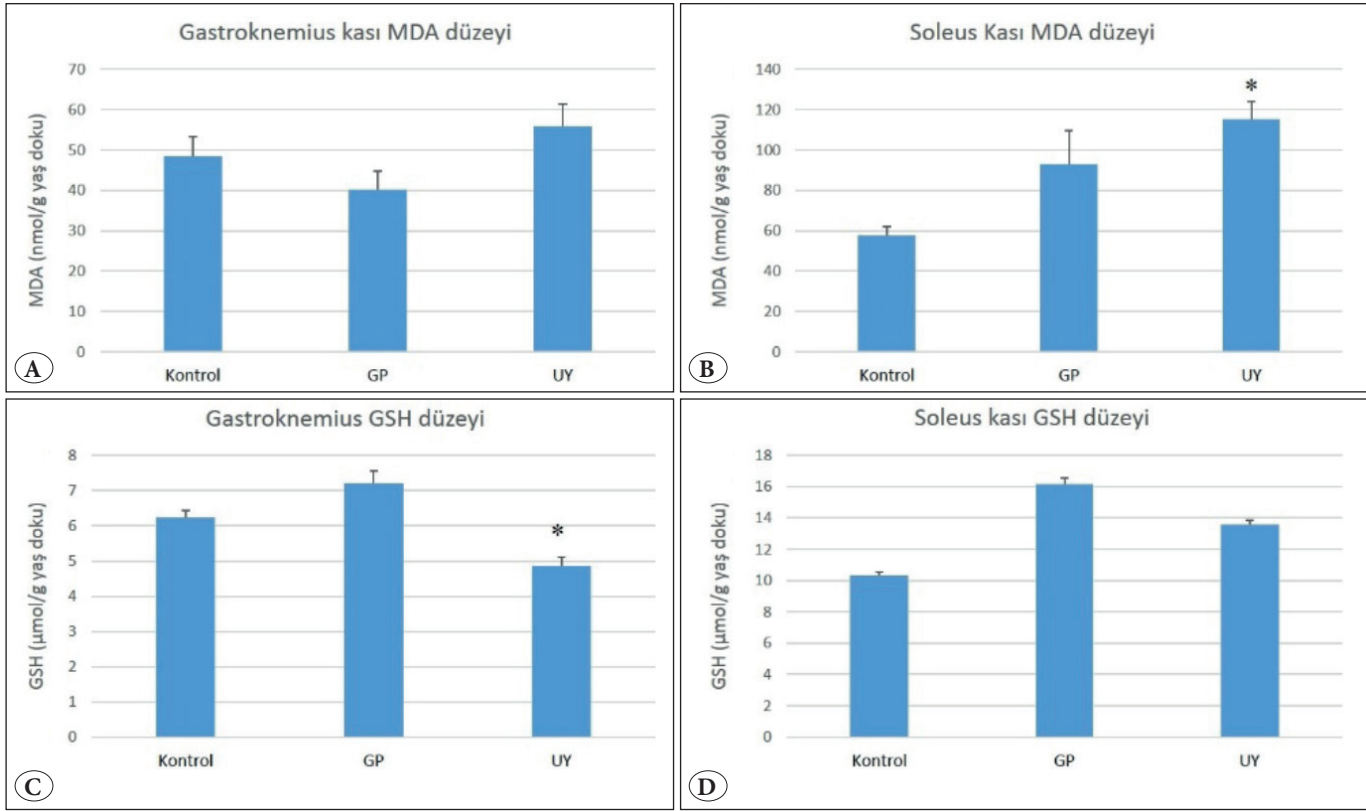 Gastroknemius kası MDA düzeyi
MDA (nmol/g yaş doku)
70
60
50
40
30
20
10
0
Kontrol GP UY
A
Soleus Kası MDA düzeyi
MDA (nmol/g yaş doku)
140
120
100
80
60
40
20
0
*
Kontrol GP UY
B
Gastroknemius GSH düzeyi
GSH (µmol/g yaş doku)
8
7
6
5
4
3
2
1
0
*
Kontrol GP UY
C
Soleus kası GSH düzeyi
GSH (µmol/g yaş doku)
18
16
14
12
10
8
6
4
2
0
Kontrol GP UY
D